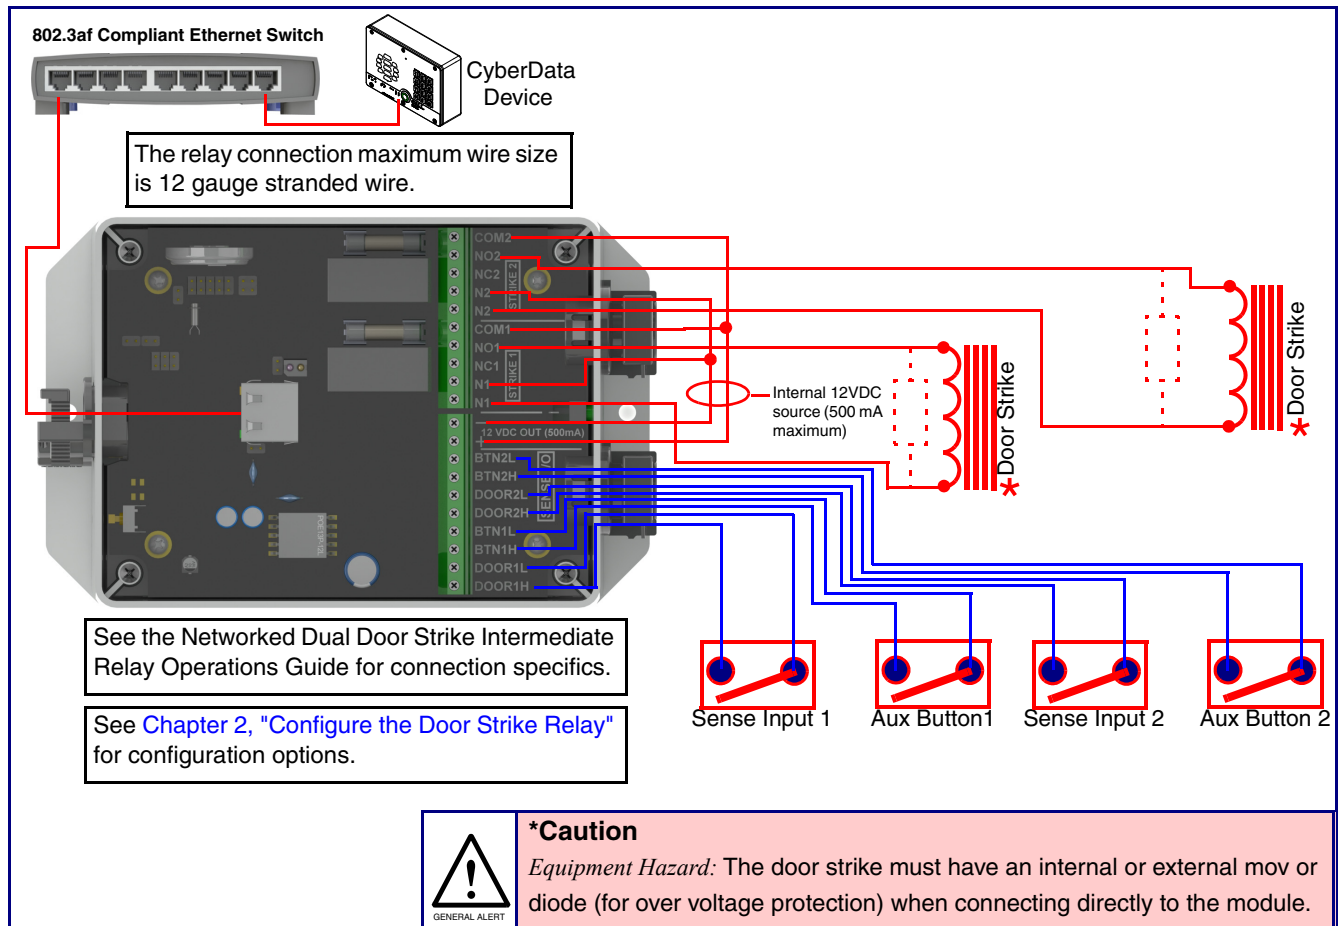 802.3af Compliant Ethernet Switch
CyberData
Device
The relay connection maximum wire size
is 12 gauge stranded wire.
COM2
NO2
NC2
N2
N2
STRIKE 2
COM1
NO1
NC1
N1
N1
STRIKE 1
- 12 VDC OUT (500mA)
+
BTN2L
BTN2H
DOOR2L
DOOR2H
BTN1L
BTN1H
DOOR1L
DOOR1H
Internal 12VDC
source (500 mA
maximum)
*Door Strike
*Door Strike
Sense Input 1
Aux Button1
Sense Input 2
Aux Button 2
See the Networked Dual Door Strike Intermediate
Relay Operations Guide for connection specifics.
See Chapter 2, "Configure the Door Strike Relay"
for configuration options.
GENERAL ALERT
*Caution
Equipment Hazard: The door strike must have an internal or external mov or
diode (for over voltage protection) when connecting directly to the module.